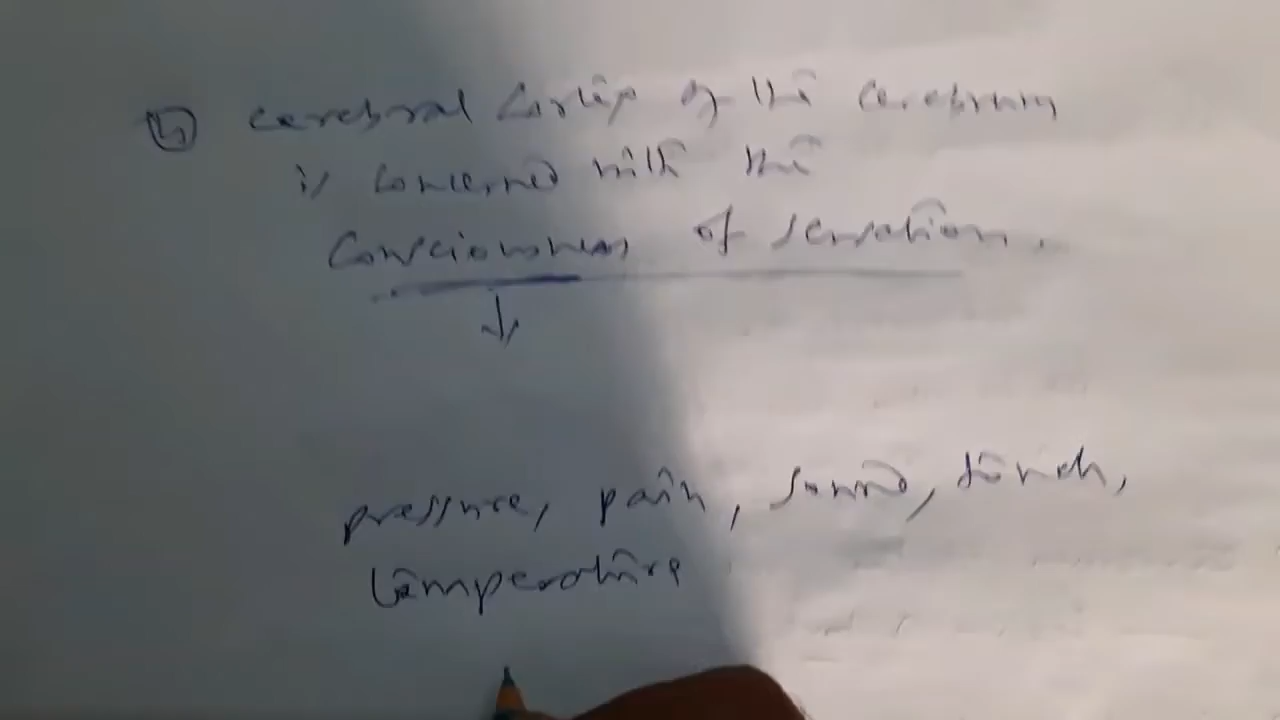 Cerebral Cortex of the Cerebrum
is Concerned with the
Consciousness of sensation.
pressure, pain, sound, touch,
temperature